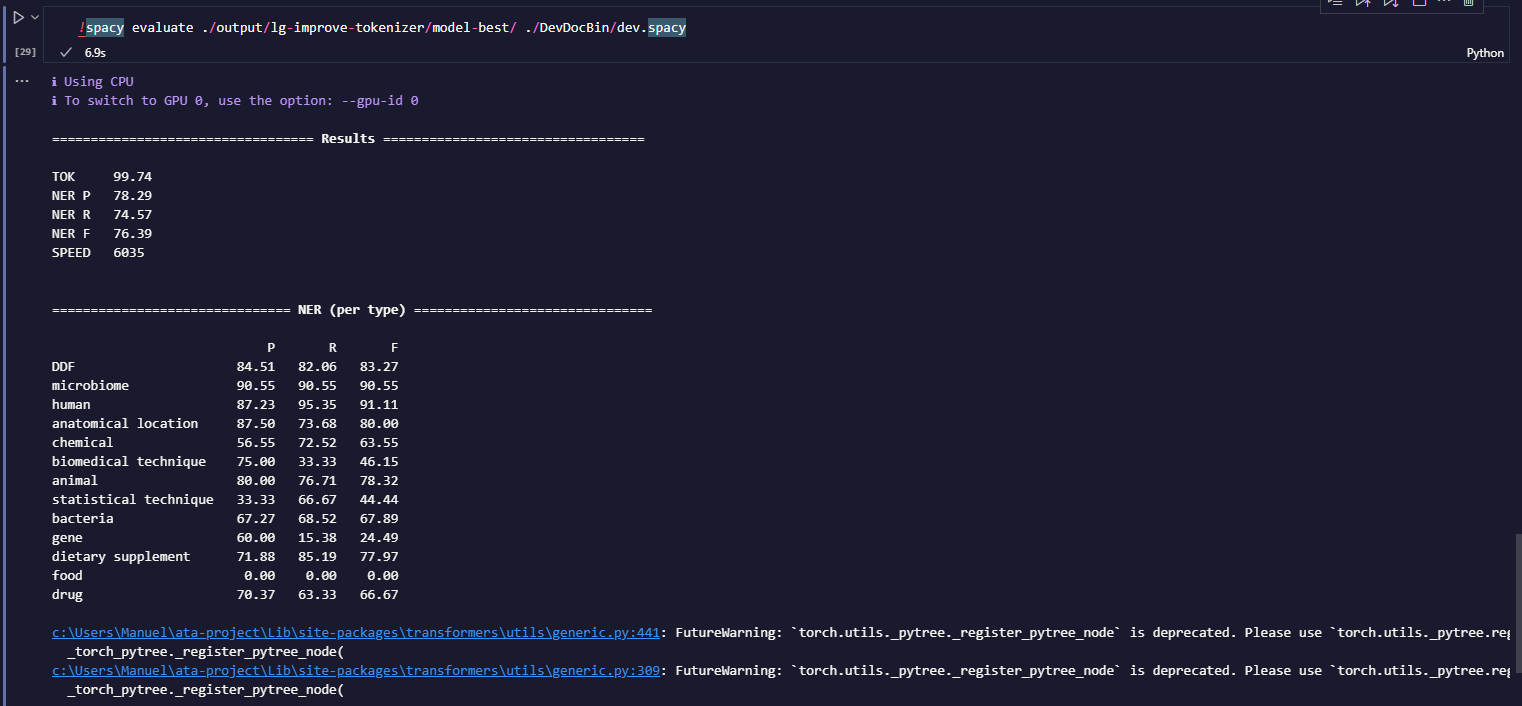 !spacy evaluate ./output/lg-improve-tokenizer/model-best/ ./DevDocBin/dev.spacy
[29] ✓ 6.9s Python
... ℹ Using CPU
ℹ To switch to GPU 0, use the option: --gpu-id 0
================================== Results ==================================
TOK 99.74
NER P 78.29
NER R 74.57
NER F 76.39
SPEED 6035
=============================== NER (per type) ===============================
P R F
DDF 84.51 82.06 83.27
microbiome 90.55 90.55 90.55
human 87.23 95.35 91.11
anatomical location 87.50 73.68 80.00
chemical 56.55 72.52 63.55
biomedical technique 75.00 33.33 46.15
animal 80.00 76.71 78.32
statistical technique 33.33 66.67 44.44
bacteria 67.27 68.52 67.89
gene 60.00 15.38 24.49
dietary supplement 71.88 85.19 77.97
food 0.00 0.00 0.00
drug 70.37 63.33 66.67
c:\Users\Manuel\ata-project\Lib\site-packages\transformers\utils\generic.py:441: FutureWarning: `torch.utils._pytree._register_pytree_node` is deprecated. Please use `torch.utils._pytree.reg
_torch_pytree._register_pytree_node(
c:\Users\Manuel\ata-project\Lib\site-packages\transformers\utils\generic.py:309: FutureWarning: `torch.utils._pytree._register_pytree_node` is deprecated. Please use `torch.utils._pytree.reg
_torch_pytree._register_pytree_node(